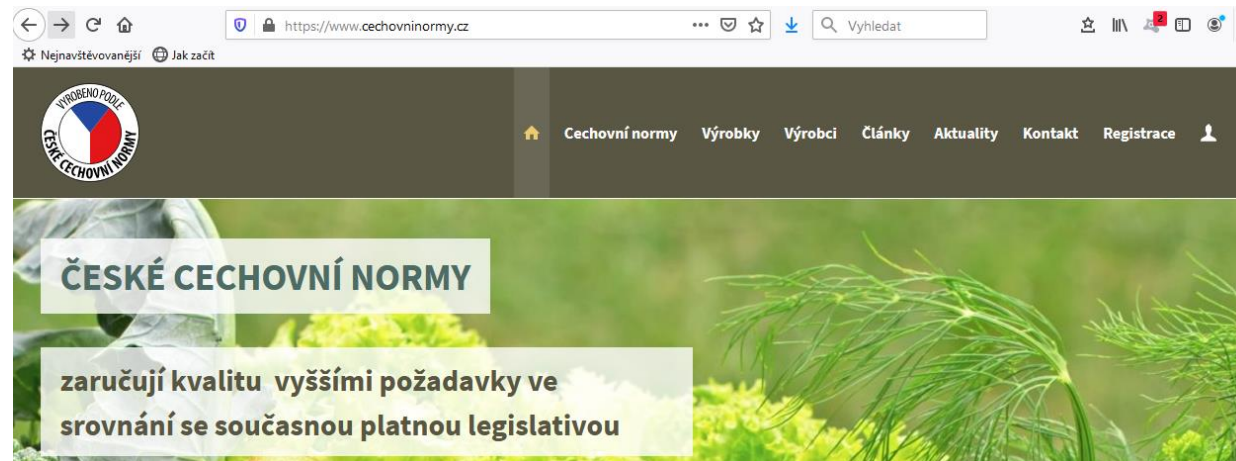 https://www.cechovninormy.cz
Vyhledat
2
Nejnavštěvovanější Jak začít
VYROBENO PODLE
ČESKÉ CECHOVNÍ NORMY
Cechovní normy Výrobky Výrobci Články Aktuality Kontakt Registrace
ČESKÉ CECHOVNÍ NORMY
zaručují kvalitu vyššími požadavky ve
srovnání se současnou platnou legislativou